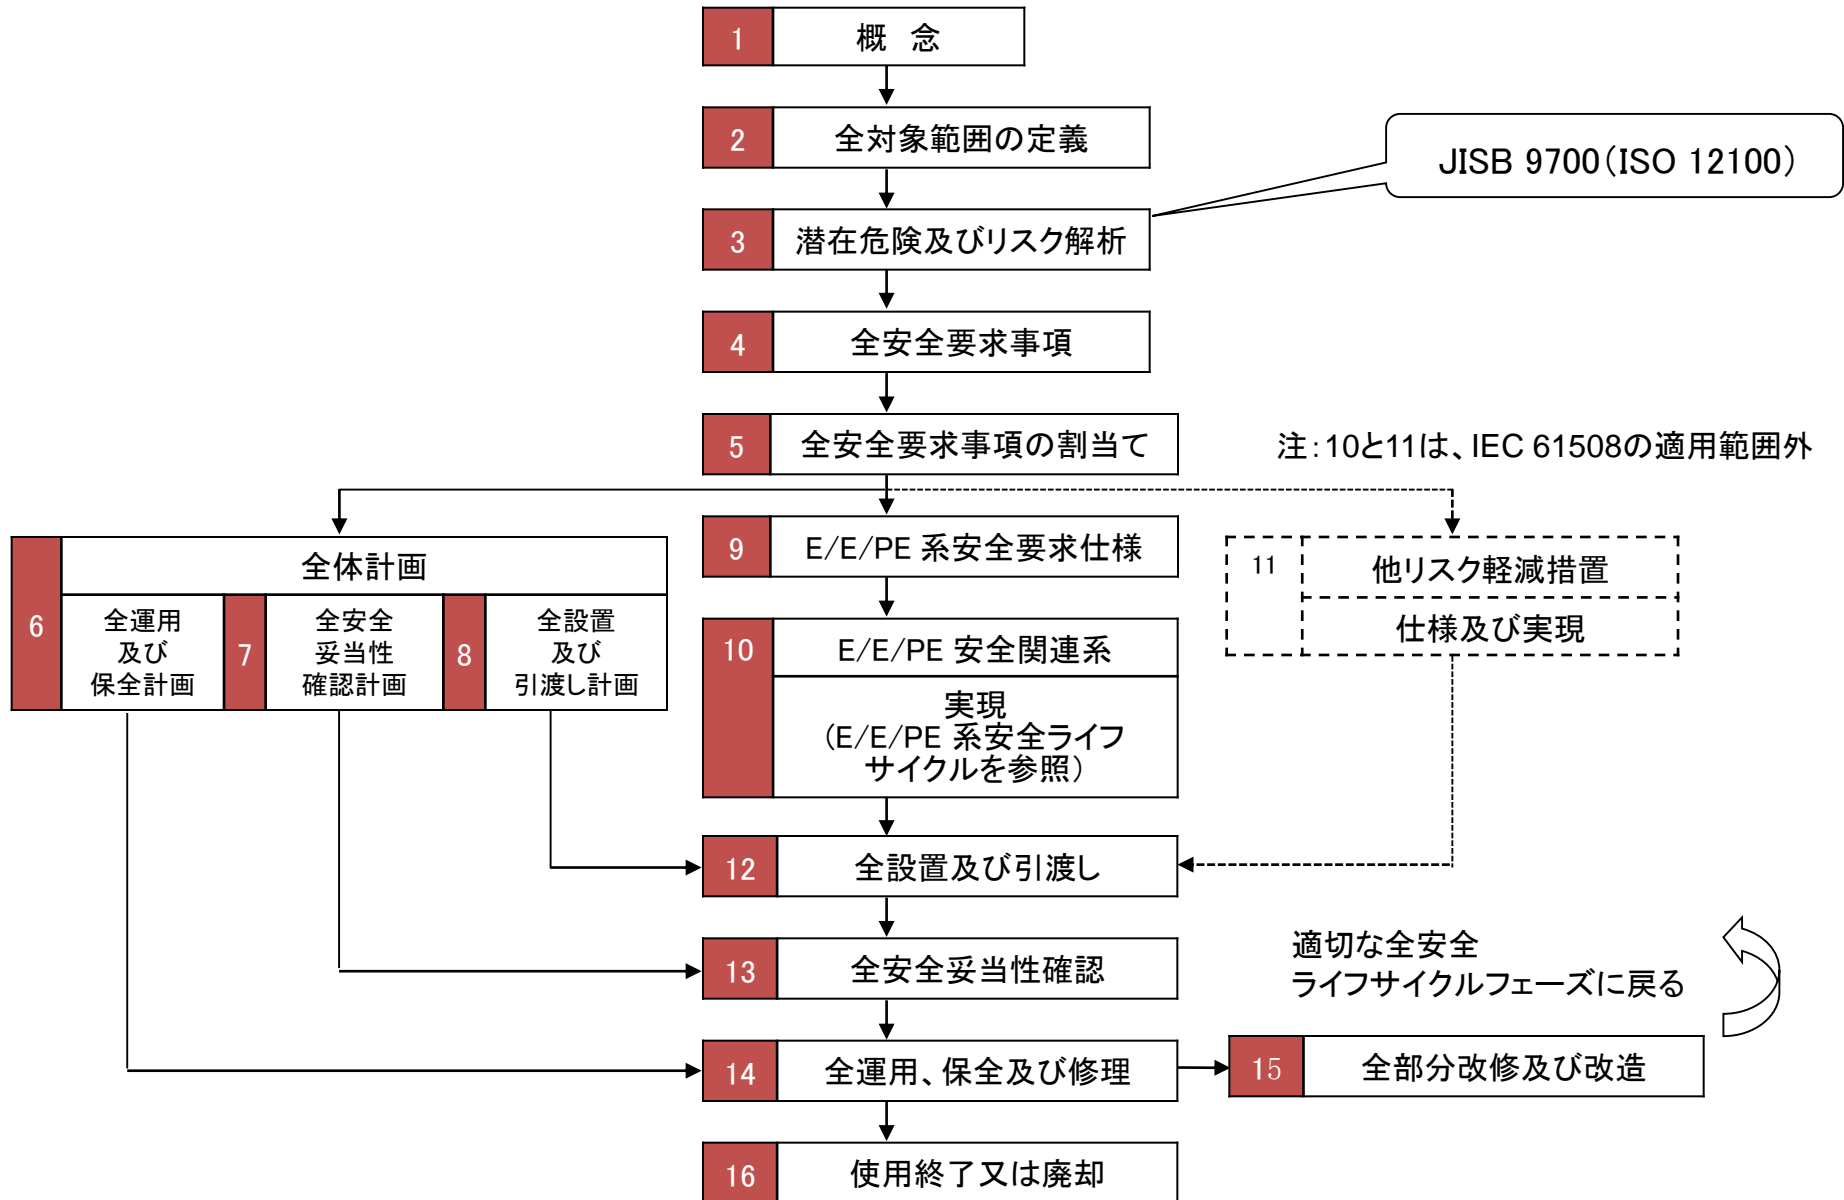 1 概 念
2 全対象範囲の定義
JISB 9700(ISO 12100)
3 潜在危険及びリスク解析
4 全安全要求事項
5 全安全要求事項の割当て
注:10と11は、IEC 61508の適用範囲外
6
全体計画
全運用
及び
保全計画
7
全安全
妥当性
確認計画
8
全設置
及び
引渡し計画
9 E/E/PE 系安全要求仕様
11 他リスク軽減措置
仕様及び実現
10 E/E/PE 安全関連系
実現
(E/E/PE 系安全ライフ
サイクルを参照)
12 全設置及び引渡し
13 全安全妥当性確認
適切な全安全
ライフサイクルフェーズに戻る
14 全運用、保全及び修理
15 全部分改修及び改造
16 使用終了又は廃却